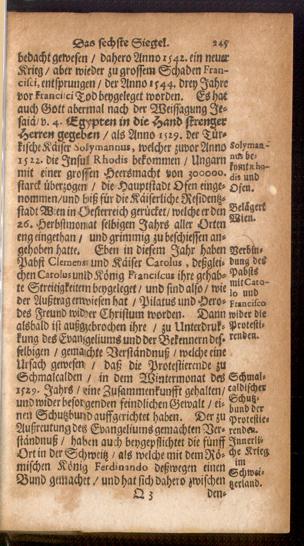 Das sechste Siegel. 245
bedacht gewesen / dahero Anno 1542. ein neuer
Krieg / aber wieder zu grossem Schaden Fran-
cisci, entsprungen / der Anno 1544. drey Jahre
vor Francisci Tod beygeleget worden. Es hat
auch Gott abermal nach der Weissagung Je-
saiä / v. 4. Egypten in die Hand strenger
Herren gegeben / als Anno 1529. der Tür-
kische Käiser Solymannus, welcher zuvor Anno
1522. die Insul Rhodis bekommen / Ungarn
mit einer grossen Heersmacht von 300000.
starck überzogen / die Hauptstadt Ofen einge-
nommen / und biß für die Käiserliche Residentz-
stadt Wien in Oesterreich gerücket / welche er den
26. Herbstmonat selbigen Jahrs aller Orten
eng eingethan / und grimmig zu beschiessen an-
gehoben hatte. Eben in diesem Jahr haben
Pabst Clemens und Käiser Carolus, deßglei-
chen Carolus und König Franciscus ihre gehab-
te Streitigkeiten beygeleget / und sind also / wie
der Außtrag erwiesen hat / Pilatus und Hero-
des Freund wider Christum worden. Dann
alsbald ist außgebrochen ihre / zu Unterdruk-
kung des Evangeliums und der Bekennern des-
selbigen / gemachte Verständnuß / welche eine
Ursach gewesen / daß die Protestierende zu
Schmalcalden / in dem Wintermonat des
1529. Jahrs / eine Zusammenkunfft gehalten /
und wider besorgenden feindlichen Gewalt / ei-
nen Schutzbund auffgerichtet haben. Der zu
Außreutung des Evangeliums gemachten Ver-
ständnuß / haben auch beygepflichtet die fünff
Ort in der Schweitz / als welche mit dem Rö-
mischen König Ferdinando deßwegen einen
Bund gemacht / und hat sich dahero zwischen
Q 3 den-
Solyman-
nus be-
komt Rho-
dis und
Ofen.
Belägert
Wien.
Verbin-
dung des
Pabsts
mit Caro-
lo und
Francisco
wider die
Protesti-
renden.
Schmal-
caldischer
Schutz-
bund der
Protestie-
renden.
Innerli-
che Krieg
im
Schwei-
tzerland.